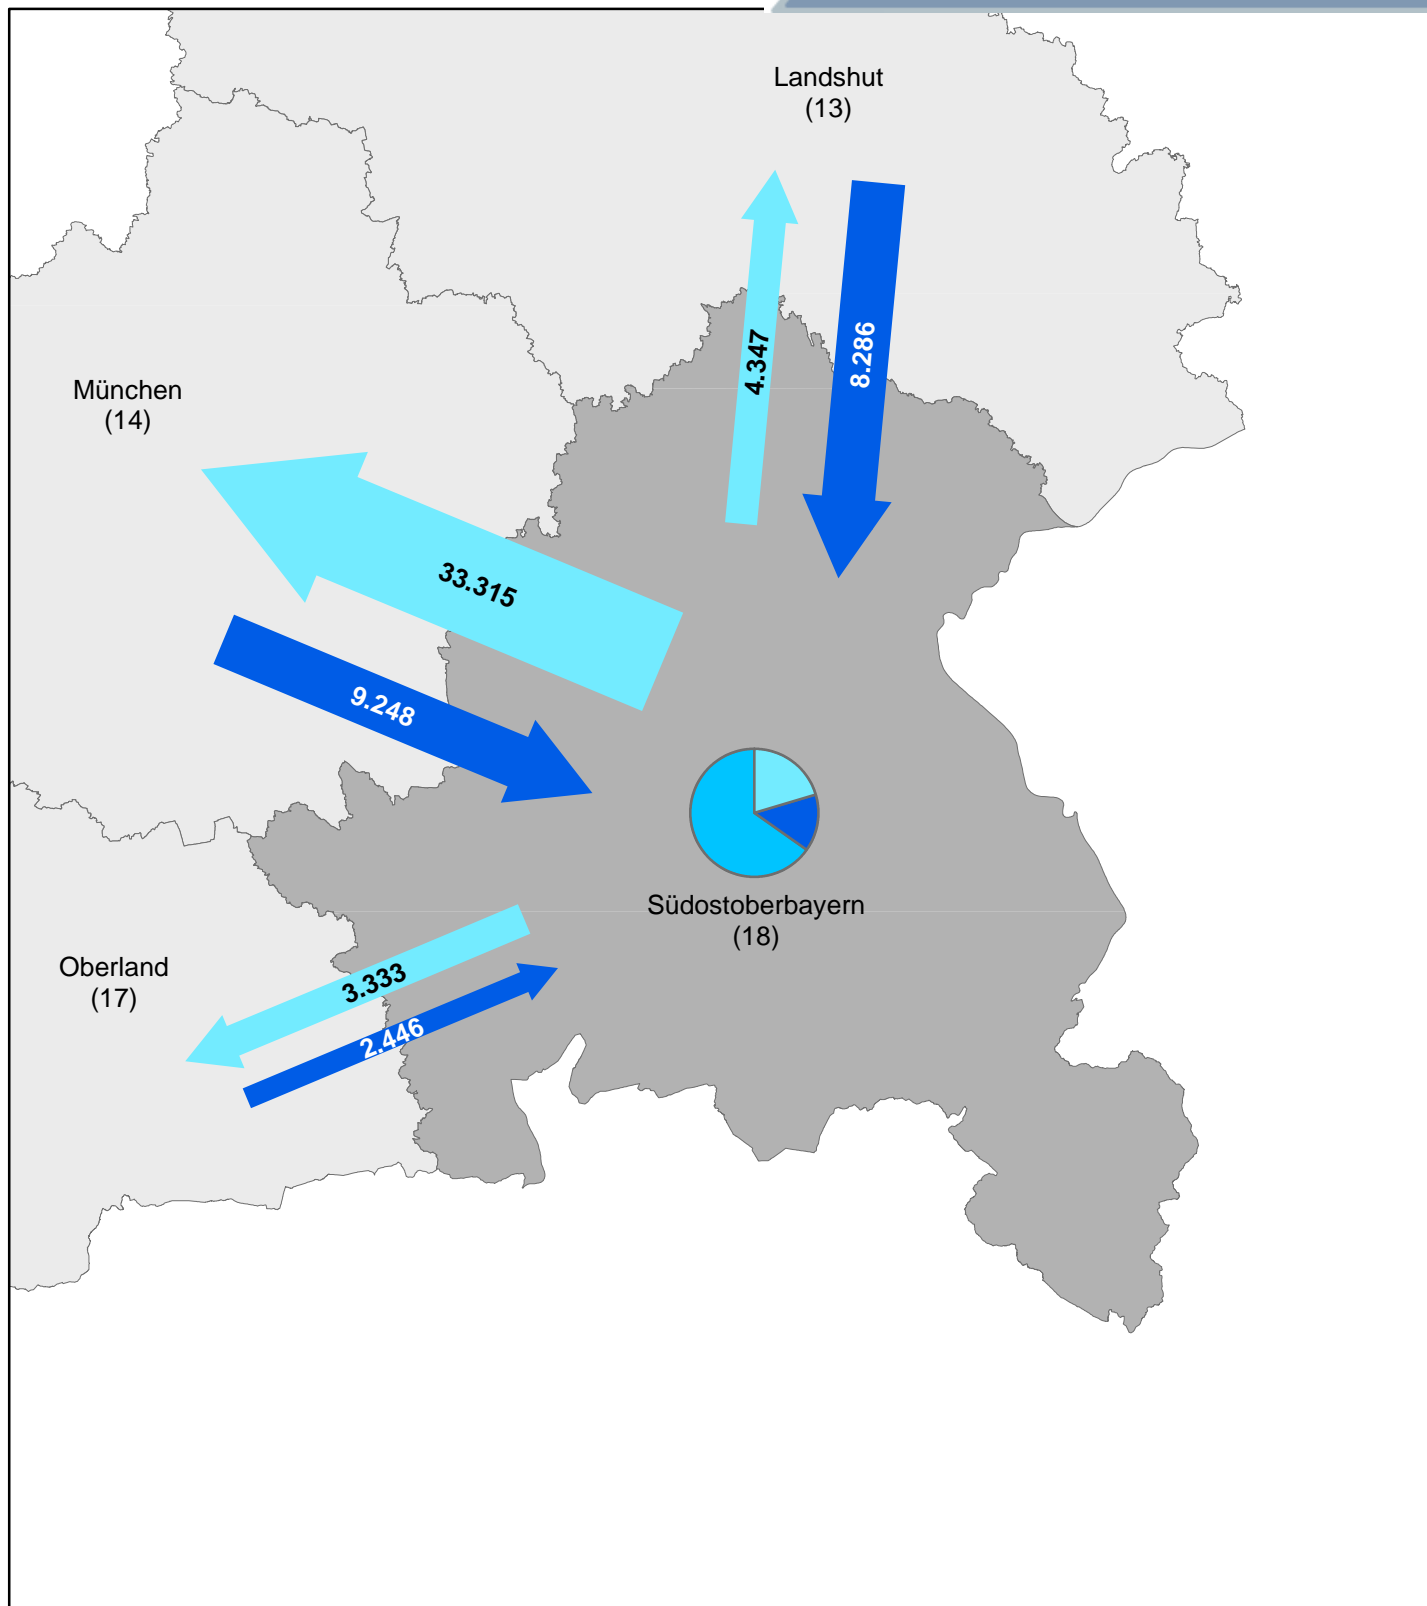 Landshut
(13)
4.347
8.286
München
(14)
33.315
9.248
Südostoberbayern
(18)
Oberland
(17)
3.333
2.446